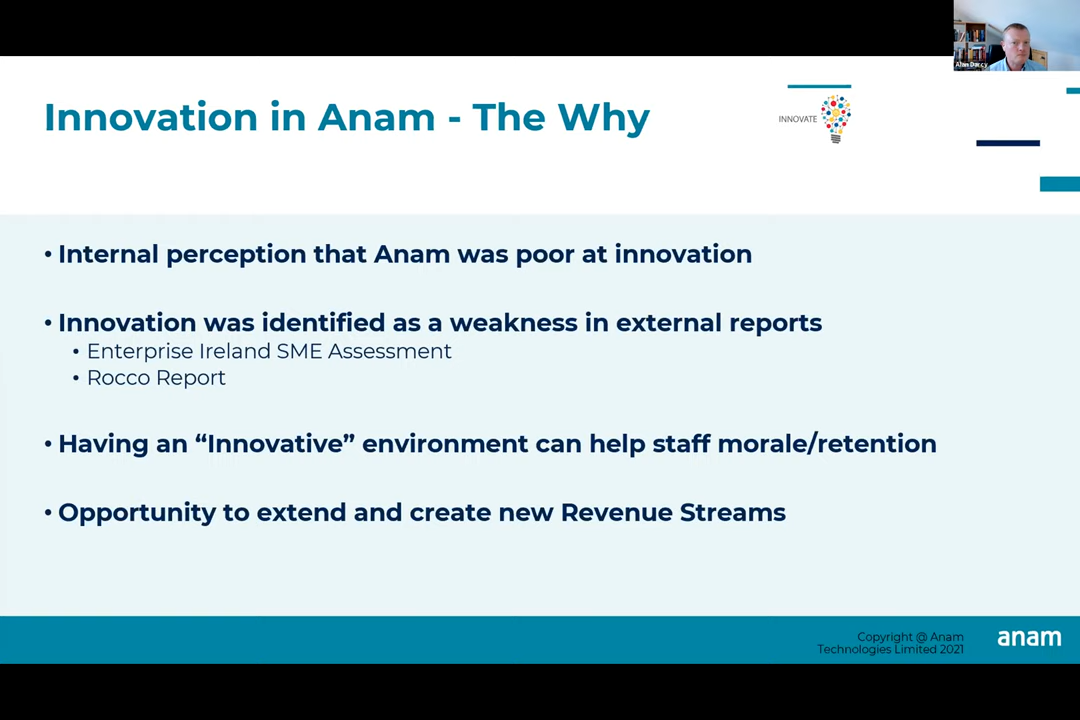 Alan Darcy
Innovation in Anam - The Why
INNOVATE
• Internal perception that Anam was poor at innovation
• Innovation was identified as a weakness in external reports
• Enterprise Ireland SME Assessment
• Rocco Report
• Having an “Innovative” environment can help staff morale/retention
• Opportunity to extend and create new Revenue Streams
Copyright @ Anam
Technologies Limited 2021
anam